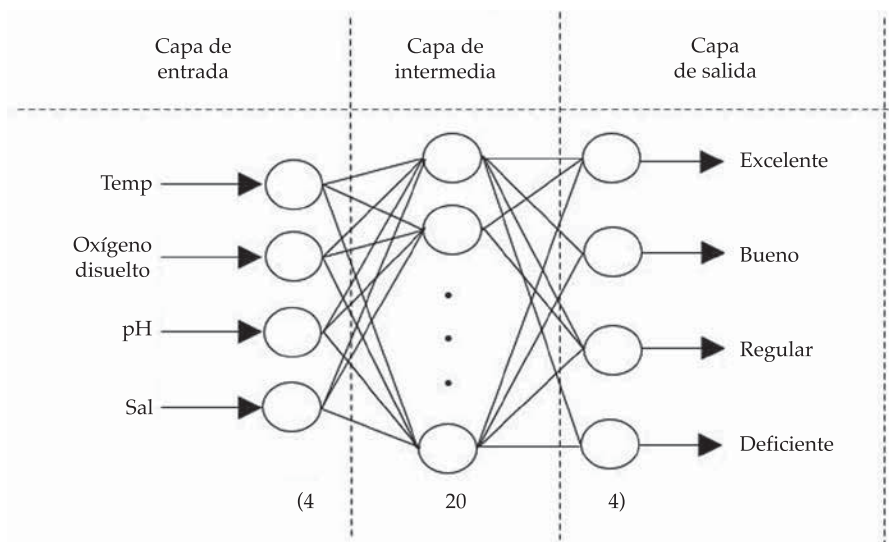 Capa de
entrada
Capa de
intermedia
Capa
de salida
Temp
Oxígeno
disuelto
pH
Sal
Excelente
Bueno
Regular
Deficiente
(4
20
4)